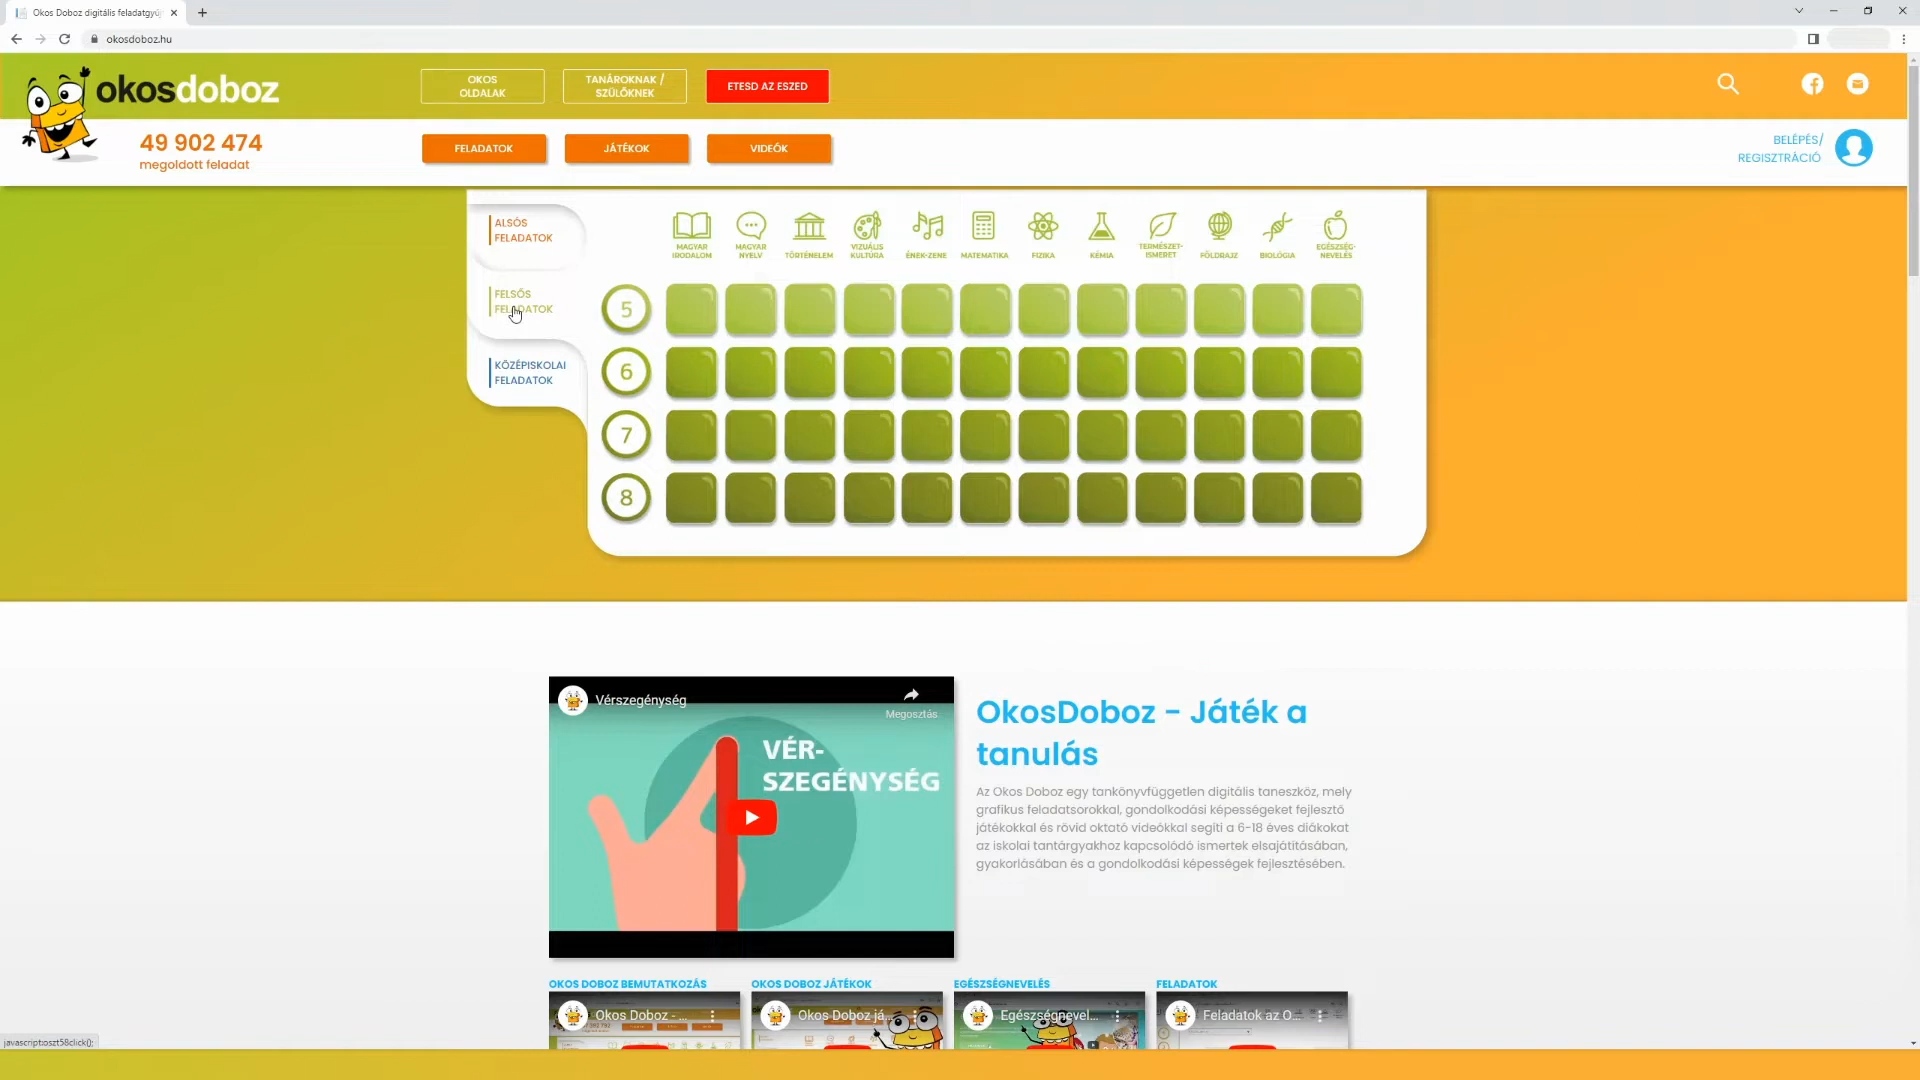 Okos Doboz digitális feladatgyűj
okosdoboz.hu
okosdoboz
OKOS
OLDALAK
TANÁROKNAK /
SZÜLŐKNEK
ETESD AZ ESZED
49 902 474
megoldott feladat
FELADATOK
JÁTÉKOK
VIDEÓK
BELÉPÉS/
REGISZTRÁCIÓ
ALSÓS
FELADATOK
FELSŐS
FELADATOK
KÖZÉPISKOLAI
FELADATOK
MAGYAR
IRODALOM
MAGYAR
NYELV
TÖRTÉNELEM
VIZUÁLIS
KULTÚRA
ÉNEK-ZENE
MATEMATIKA
FIZIKA
KÉMIA
TERMÉSZET-
ISMERET
FÖLDRAJZ
BIOLÓGIA
EGÉSZSÉG-
NEVELÉS
5
6
7
8
Vérszegénység
Megosztás
VÉR-
SZEGÉNYSÉG
OkosDoboz - Játék a
tanulás
Az Okos Doboz egy tankönyvfüggetlen digitális taneszköz, mely
grafikus feladatsorokkal, gondolkodási képességeket fejlesztő
játékokkal és rövid oktató videókkal segíti a 6-18 éves diákokat
az iskolai tantárgyakhoz kapcsolódó ismertek elsajátításában,
gyakorlásában és a gondolkodási képességek fejlesztésében.
OKOS DOBOZ BEMUTATKOZÁS
OKOS DOBOZ JÁTÉKOK
EGÉSZSÉGNEVELÉS
FELADATOK
Okos Doboz - ...
Okos Doboz já...
Egészségnevel...
Feladatok az O...
javascript:oszt58click();